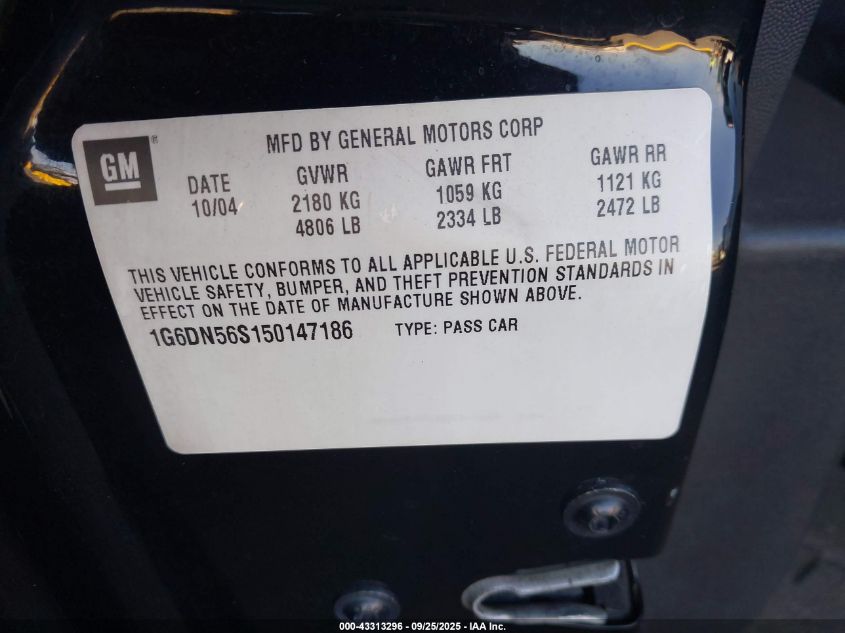 MFD BY GENERAL MOTORS CORP
GM ®
DATE GVWR GAWR FRT GAWR RR
10/04 2180 KG 1059 KG 1121 KG
4806 LB 2334 LB 2472 LB
THIS VEHICLE CONFORMS TO ALL APPLICABLE U.S. FEDERAL MOTOR
VEHICLE SAFETY, BUMPER, AND THEFT PREVENTION STANDARDS IN
EFFECT ON THE DATE OF MANUFACTURE SHOWN ABOVE.
1G6DN56S150147186 TYPE: PASS CAR
000-43313296 - 09/25/2025 - IAA Inc.